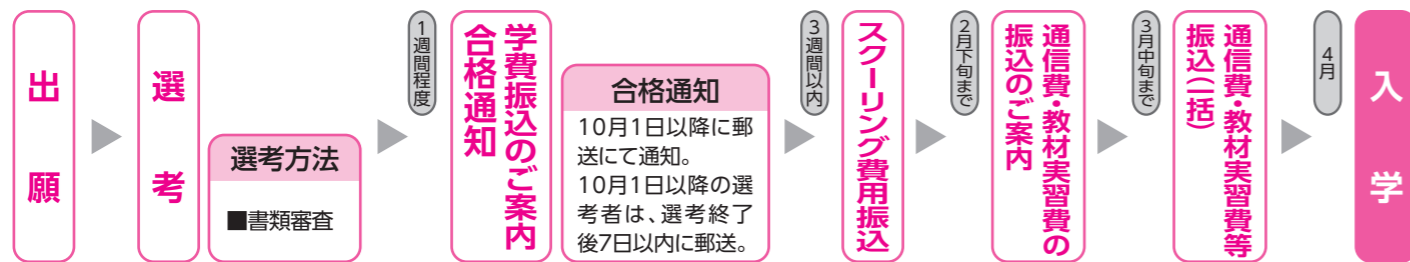 出願
選考
選考方法
■書類審査
1週間程度
学費振込のご案内
合格通知
合格通知
10月1日以降に郵
送にて通知。
10月1日以降の選
考者は、選考終了
後7日以内に郵送。
3週間以内
スクーリング費用振込
2月下旬まで
通信費・教材実習費の
振込のご案内
3月中旬まで
通信費・教材実習費等
振込(一括)
4月
入学